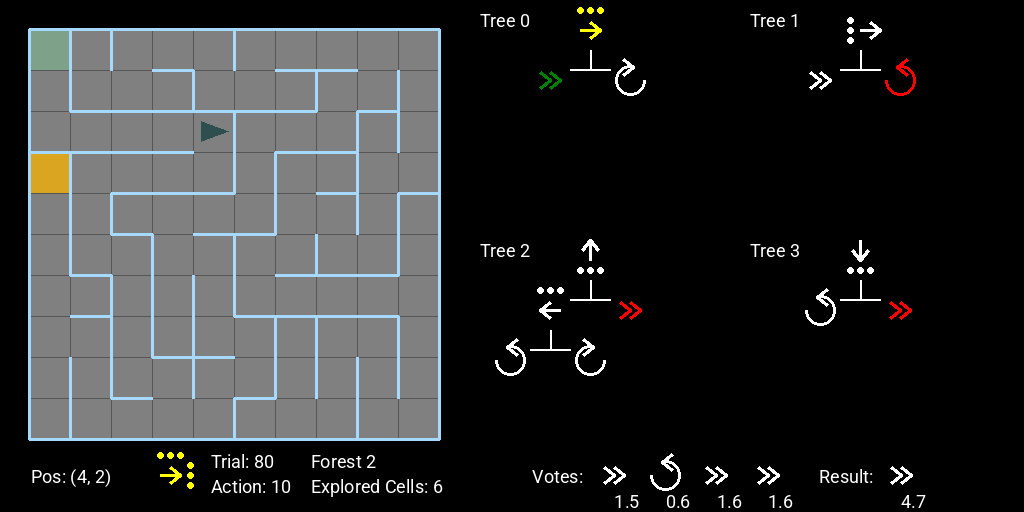 Tree 0
Tree 1
Tree 2
Tree 3
Pos: (4, 2)
Trial: 80
Forest 2
Action: 10
Explored Cells: 6
Votes:
1.5
0.6
1.6
1.6
Result:
4.7